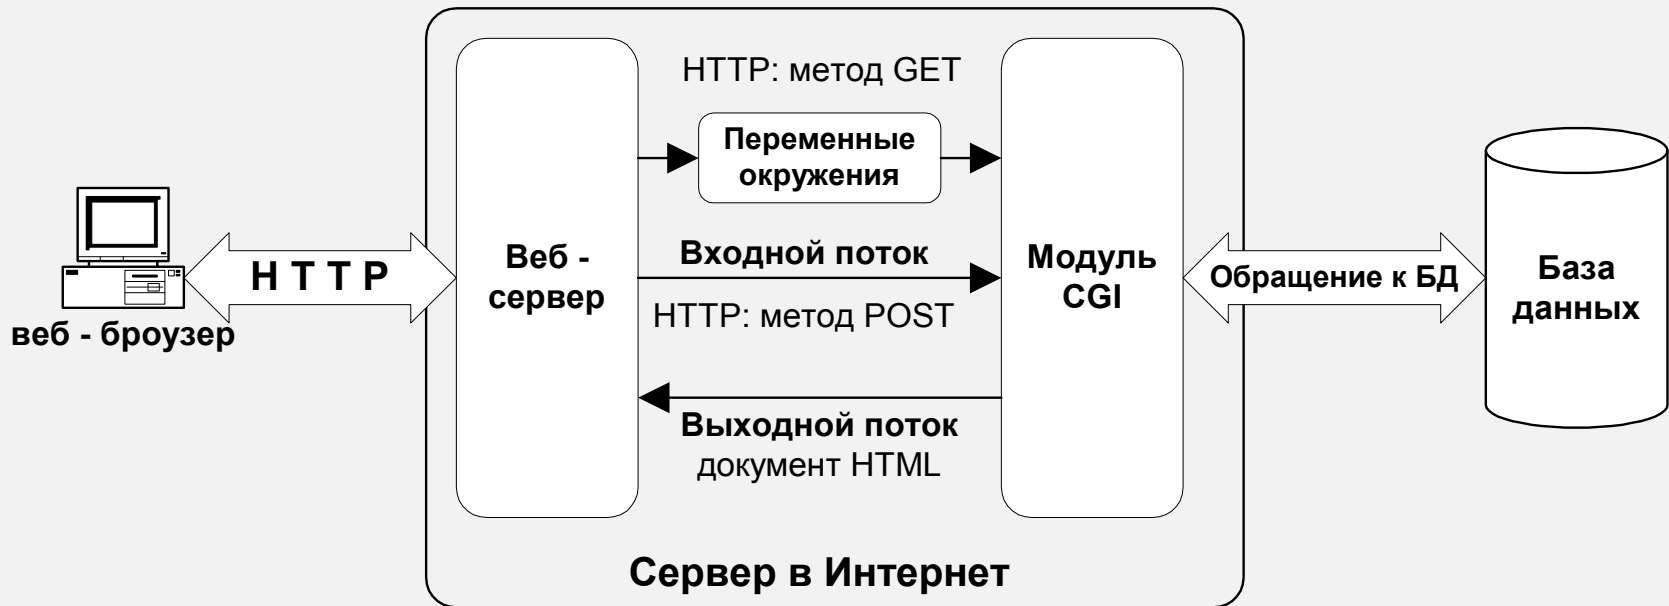 HTTP: метод GET
Переменные
окружения
H T T P
веб - броузер
Веб -
сервер
Входной поток
HTTP: метод POST
Выходной поток
документ HTML
Модуль
CGI
Обращение к БД
База
данных
Сервер в Интернет